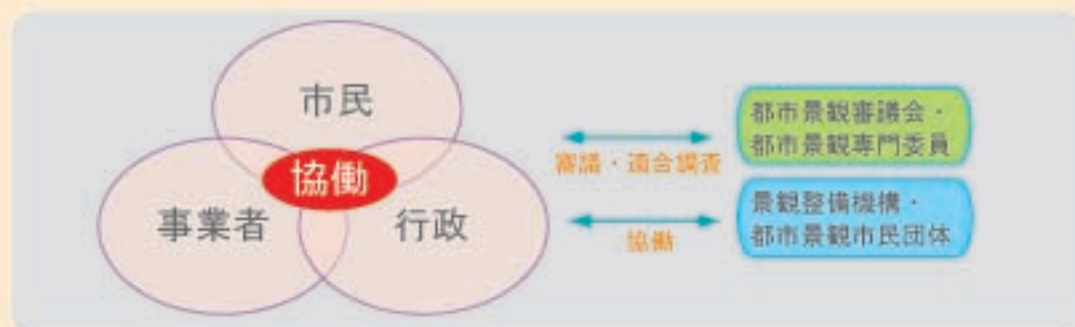 市民
協働
事業者
行政
審議・適合調査
協働
都市景観審議会・
都市景観専門委員
景観整備機構・
都市景観市民団体